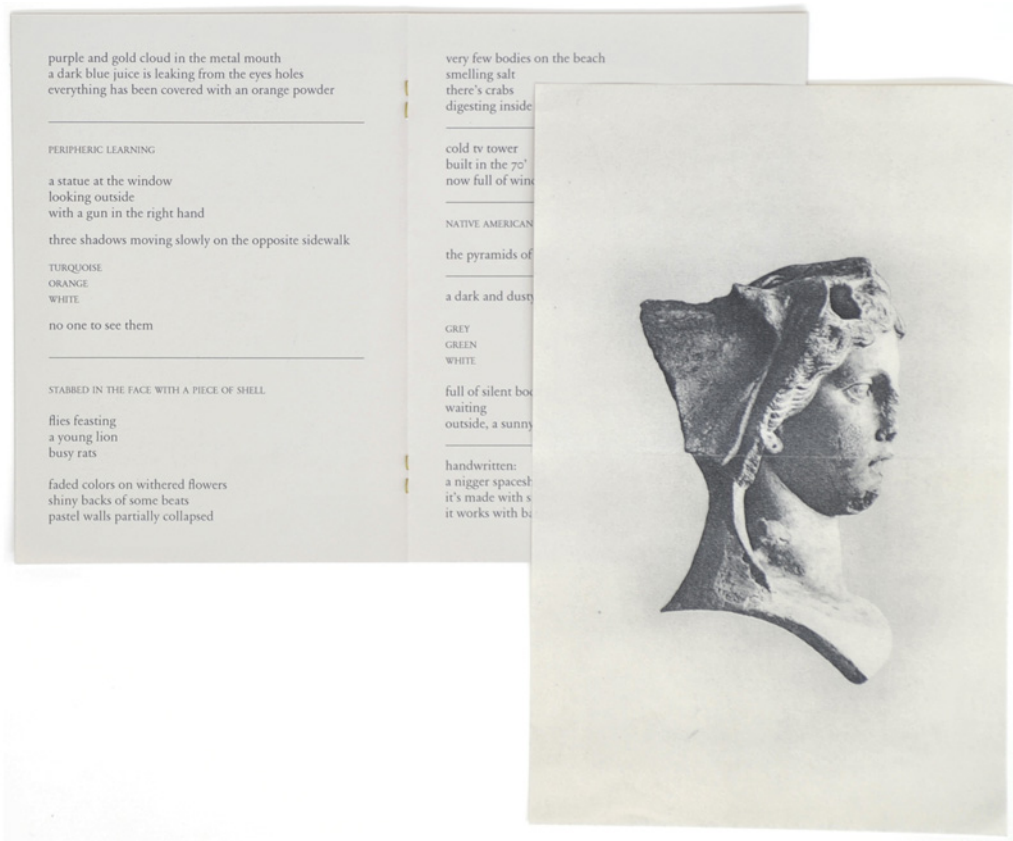 purple and gold cloud in the metal mouth
a dark blue juice is leaking from the eyes holes
everything has been covered with an orange powder
PERIPHERIC LEARNING
a statue at the window
looking outside
with a gun in the right hand
three shadows moving slowly on the opposite sidewalk
TURQUOISE
ORANGE
WHITE
no one to see them
STABBED IN THE FACE WITH A PIECE OF SHELL
flies feasting
a young lion
busy rats
faded colors on withered flowers
shiny backs of some beats
pastel walls partially collapsed
very few bodies on the beach
smelling salt
there's crabs
digesting inside
cold tv tower
built in the 70'
now full of
NATIVE AMERICAN
the pyramids of
a dark and dusty
GREY
GREEN
WHITE
full of silent
waiting
outside, a sunny
handwritten:
a nigger
it's made with
it works with